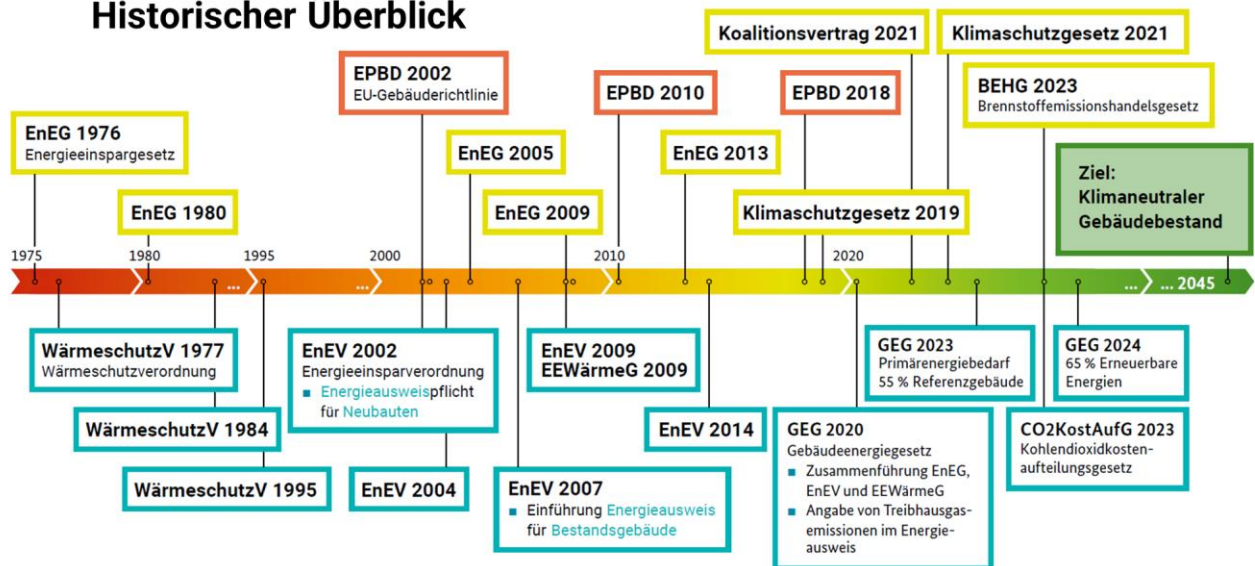 Historischer Überblick
Koalitionsvertrag 2021
Klimaschutzgesetz 2021
EPBD 2002
EU-Gebäuderichtlinie
EPBD 2010
EPBD 2018
BEHG 2023
Brennstoffemissionshandelsgesetz
EnEG 1976
Energieeinspargesetz
EnEG 2005
EnEG 2013
Ziel:
Klimaneutraler
Gebäudebestand
EnEG 1980
EnEG 2009
Klimaschutzgesetz 2019
1975
1980
1995
2000
2010
2020
...
...
...
... 2045
WärmeschutzV 1977
Wärmeschutzverordnung
EnEV 2002
Energieeinsparverordnung
■ Energieausweispflicht
für Neubauten
EnEV 2009
EEWärmeG 2009
GEG 2023
Primärenergiebedarf
55 % Referenzgebäude
GEG 2024
65 % Erneuerbare
Energien
WärmeschutzV 1984
EnEV 2014
GEG 2020
Gebäudeenergiegesetz
■ Zusammenführung EnEG,
EnEV und EEWärmeG
■ Angabe von Treibhausgas-
emissionen im Energie-
ausweis
CO2KostAufG 2023
Kohlendioxidkosten-
aufteilungsgesetz
WärmeschutzV 1995
EnEV 2004
EnEV 2007
■ Einführung Energieausweis
für Bestandsgebäude